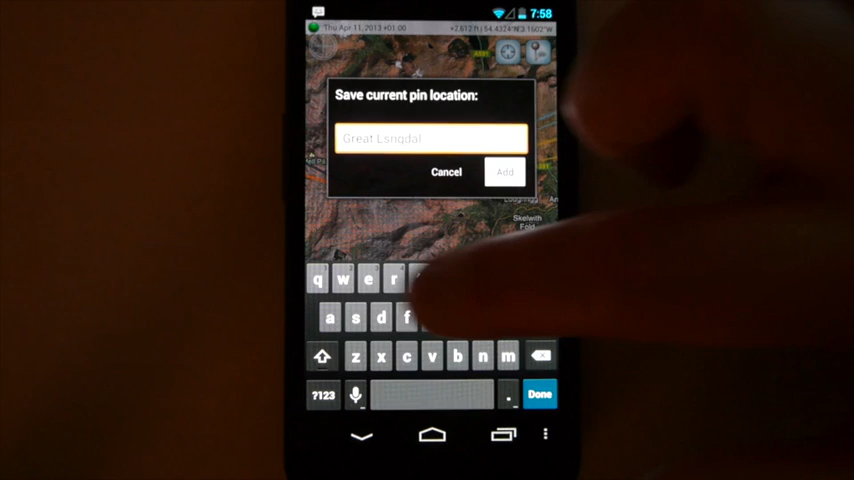 7:58
Thu Apr 11, 2013 +01:00
A591
Save current pin location:
Great Lsngdal
Cancel Add
Skelwith
Fold
q w e r
a s d f
z x c v b n m
?123 . Done